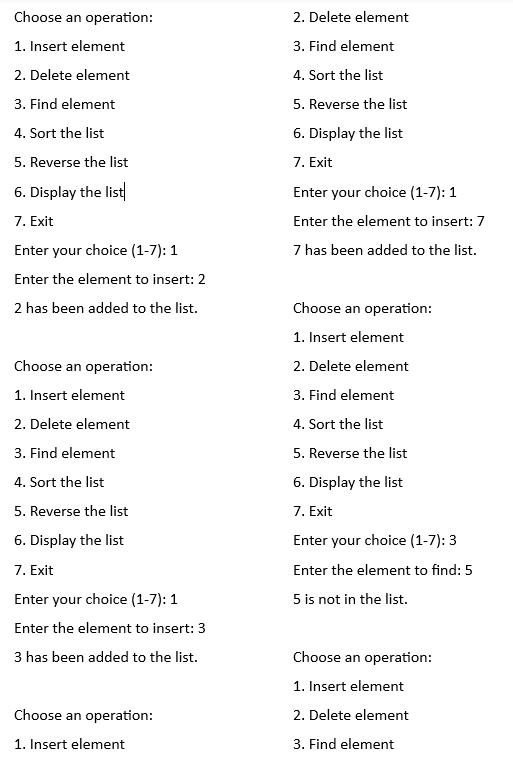 Choose an operation:
1. Insert element
2. Delete element
3. Find element
4. Sort the list
5. Reverse the list
6. Display the list
7. Exit
Enter your choice (1-7): 1
Enter the element to insert: 2
2 has been added to the list.
Choose an operation:
1. Insert element
2. Delete element
3. Find element
4. Sort the list
5. Reverse the list
6. Display the list
7. Exit
Enter your choice (1-7): 1
Enter the element to insert: 3
3 has been added to the list.
Choose an operation:
1. Insert element
2. Delete element
3. Find element
4. Sort the list
5. Reverse the list
6. Display the list
7. Exit
Enter your choice (1-7): 1
Enter the element to insert: 7
7 has been added to the list.
Choose an operation:
1. Insert element
2. Delete element
3. Find element
4. Sort the list
5. Reverse the list
6. Display the list
7. Exit
Enter your choice (1-7): 3
Enter the element to find: 5
5 is not in the list.
Choose an operation:
1. Insert element
2. Delete element
3. Find element